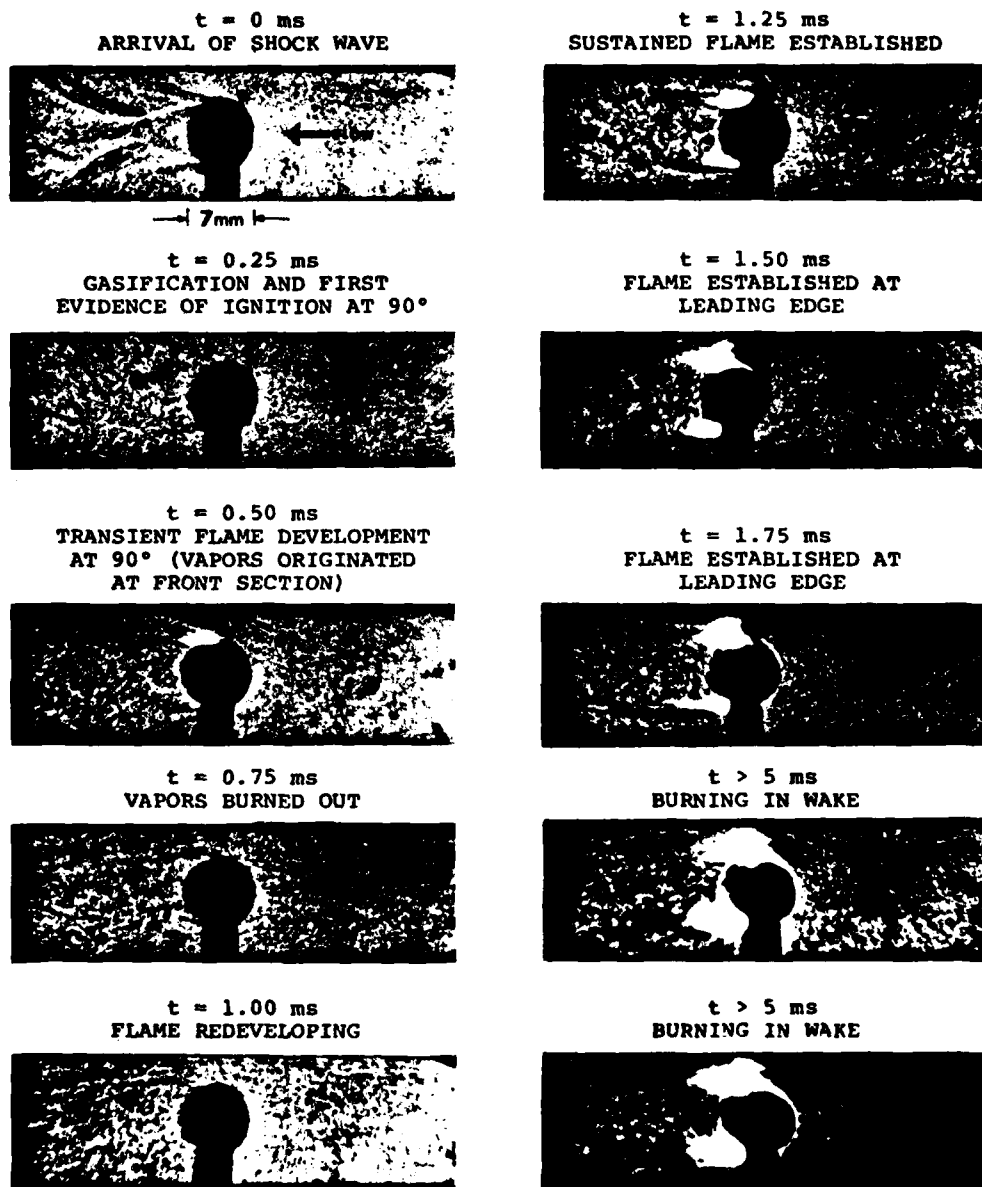 t = 0 ms
ARRIVAL OF SHOCK WAVE
7mm
t = 0.25 ms
GASIFICATION AND FIRST
EVIDENCE OF IGNITION AT 90°
t = 0.50 ms
TRANSIENT FLAME DEVELOPMENT
AT 90° (VAPORS ORIGINATED
AT FRONT SECTION)
t = 0.75 ms
VAPORS BURNED OUT
t = 1.00 ms
FLAME REDEVELOPING
t = 1.25 ms
SUSTAINED FLAME ESTABLISHED
t = 1.50 ms
FLAME ESTABLISHED AT
LEADING EDGE
t = 1.75 ms
FLAME ESTABLISHED AT
LEADING EDGE
t > 5 ms
BURNING IN WAKE
t > 5 ms
BURNING IN WAKE